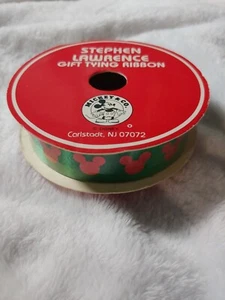 STEPHEN
LAWRENCE
GIFT TYING RIBBON
MICKEY & CO.
Carlstadt, NJ 07072